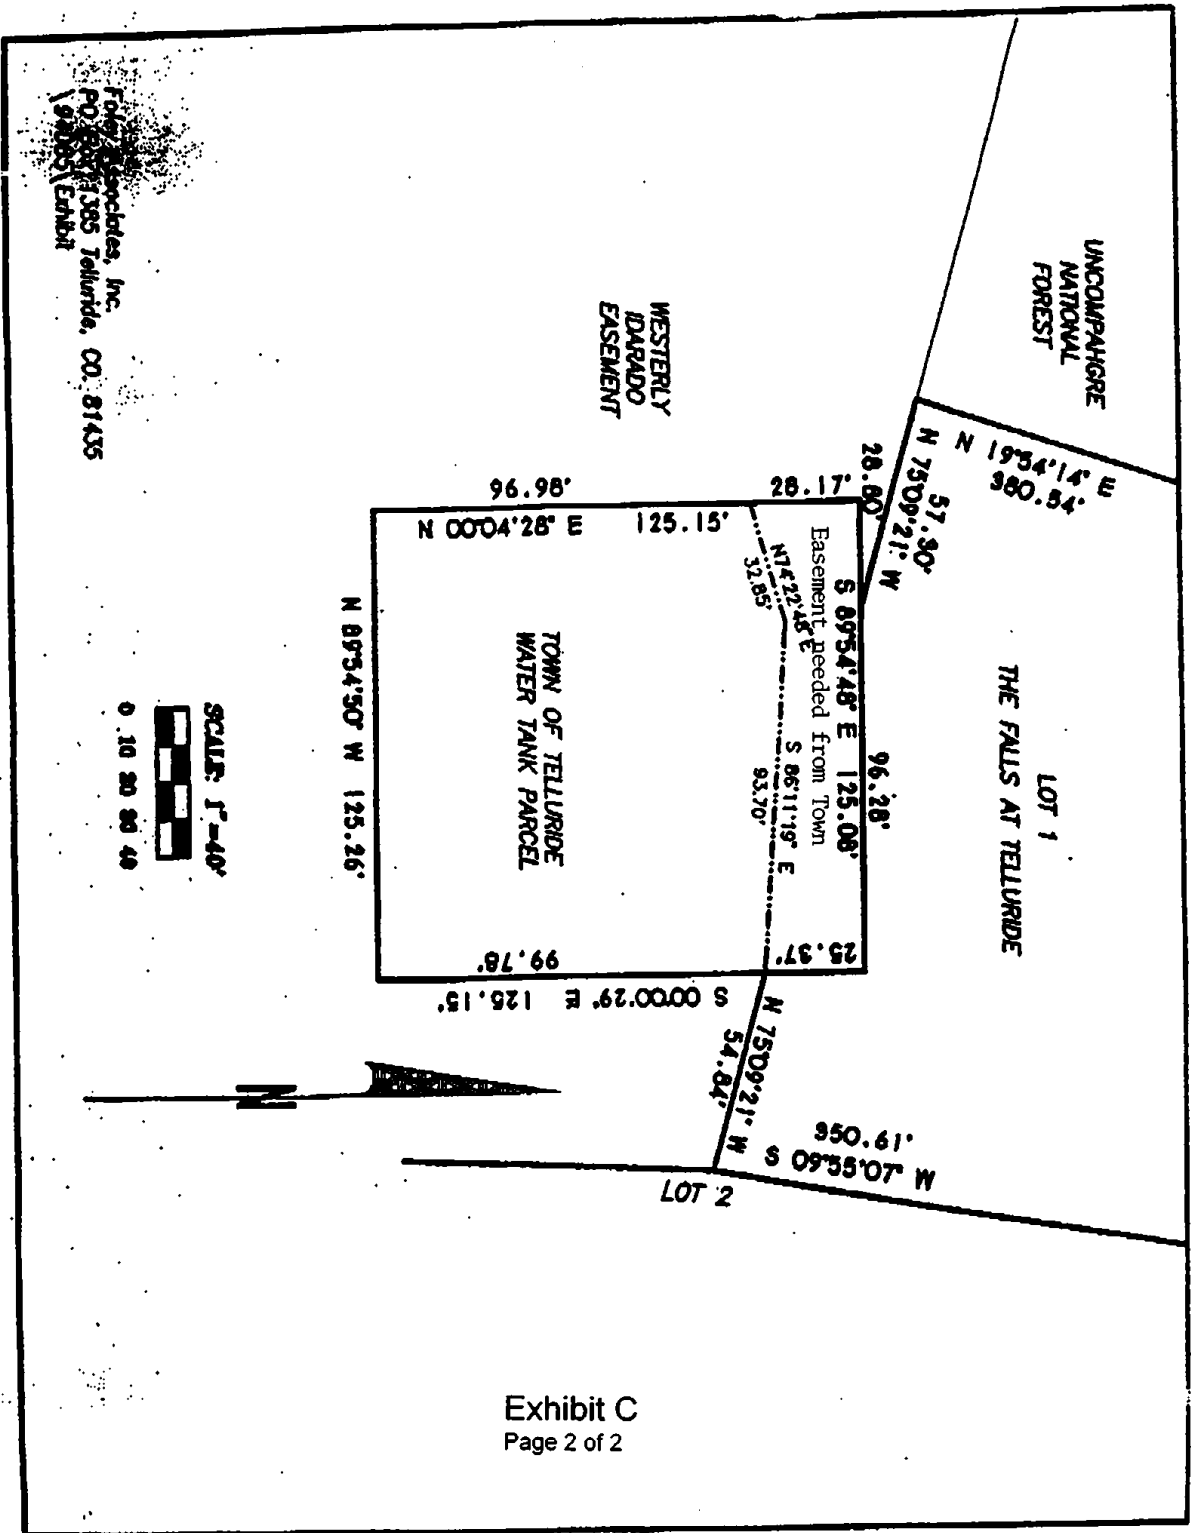 UNCOMPAHGRE
NATIONAL
FOREST
N 19°54'14" E
380.54'
57.30'
N 75°09'21" W
28.80'
LOT 1
THE FALLS AT TELLURIDE
WESTERLY
IDARADO
EASEMENT
96.98'
28.17'
N 00°04'28" E
125.15'
S 89°54'48" E 125.08'
96.28'
Easement needed from Town
N74°22'48" E
32.85'
S 86°11'19" E
93.70'
TOWN OF TELLURIDE
WATER TANK PARCEL
N 89°54'50" W 125.26'
25.37'
99.78'
S 00°00'29" E 125.15'
N 75°09'21" W
54.84'
350.61'
S 09°55'07" W
LOT 2
N
SCALE: 1"=40'
0 10 20 30 40
Foley Associates, Inc.
PO BOX 1385 Telluride, CO. 81435
Exhibit
Exhibit C
Page 2 of 2